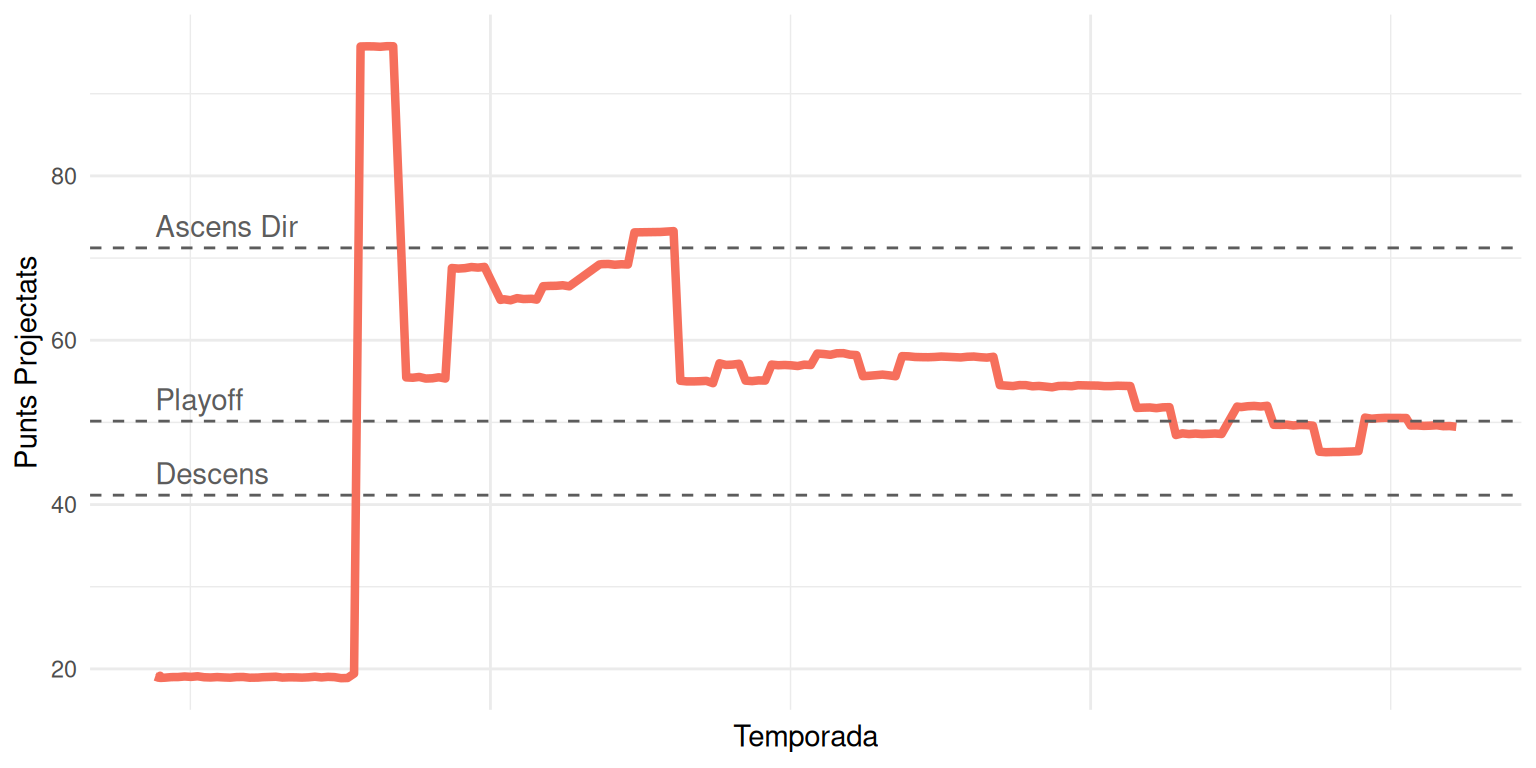 80
Ascens Dir
60
Playoff
Descens
40
20
Punts Projectats
Temporada